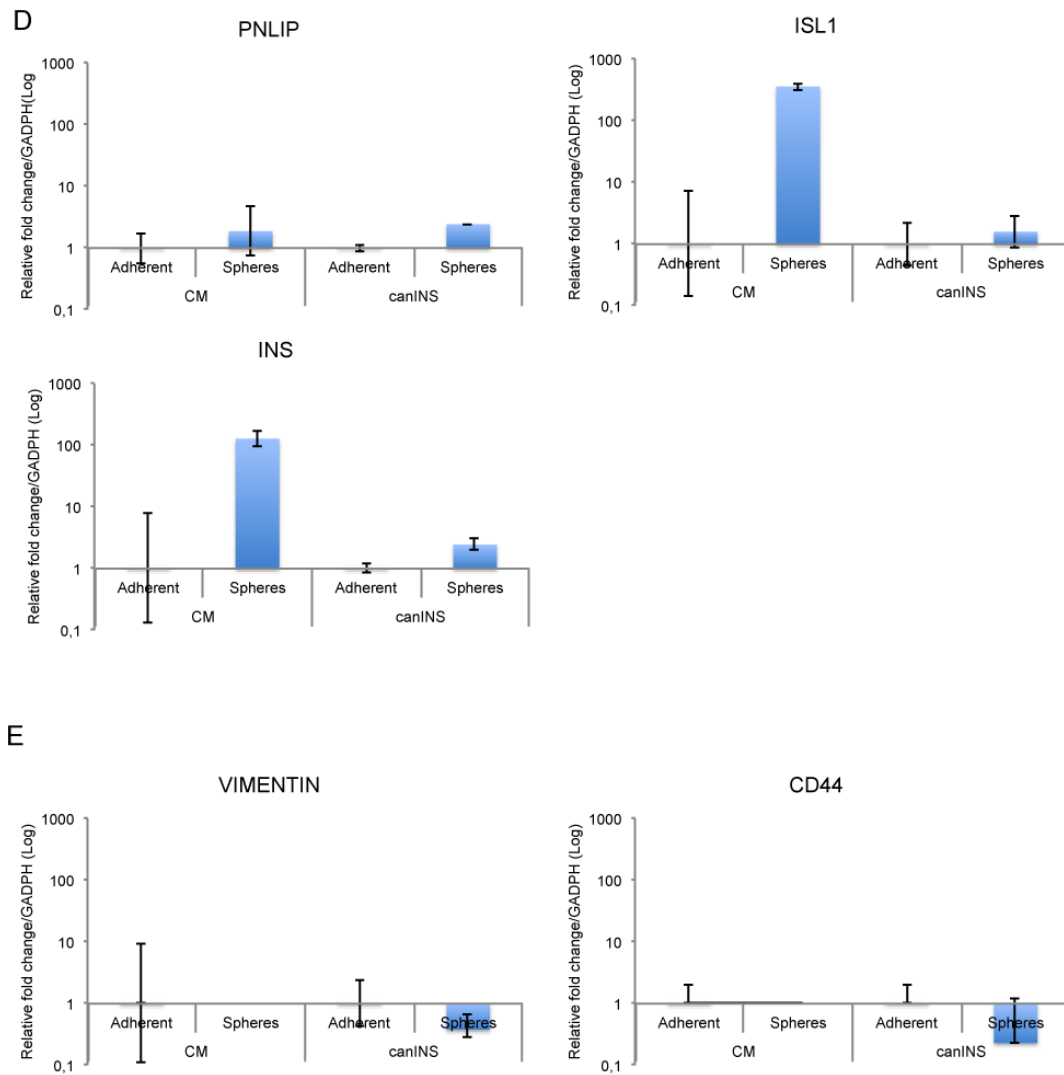 D
PNLIP
Relative fold change/GADPH(Log
1000
100
10
1
0,1
Adherent Spheres Adherent Spheres
CM canINS
ISL1
Relative fold change/GADPH (Log)
1000
100
10
1
0,1
Adherent Spheres Adherent Spheres
CM canINS
INS
Relative fold change/GADPH (Log)
1000
100
10
1
0,1
Adherent Spheres Adherent Spheres
CM canINS
E
VIMENTIN
Relative fold change/GADPH (Log)
1000
100
10
1
0,1
Adherent Spheres Adherent Spheres
CM canINS
CD44
Relative fold change/GADPH (Log)
1000
100
10
1
0,1
Adherent Spheres Adherent Spheres
CM canINS